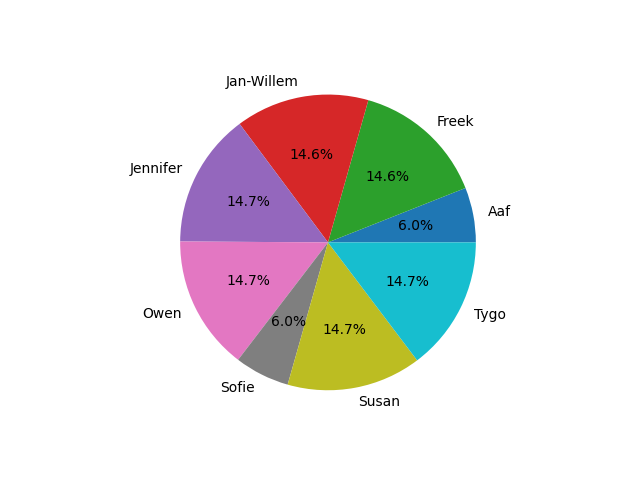 Jan-Willem
Freek
14.6%
14.6%
Jennifer
14.7%
Aaf
6.0%
Owen
14.7%
14.7%
Tygo
6.0%
14.7%
Sofie
Susan